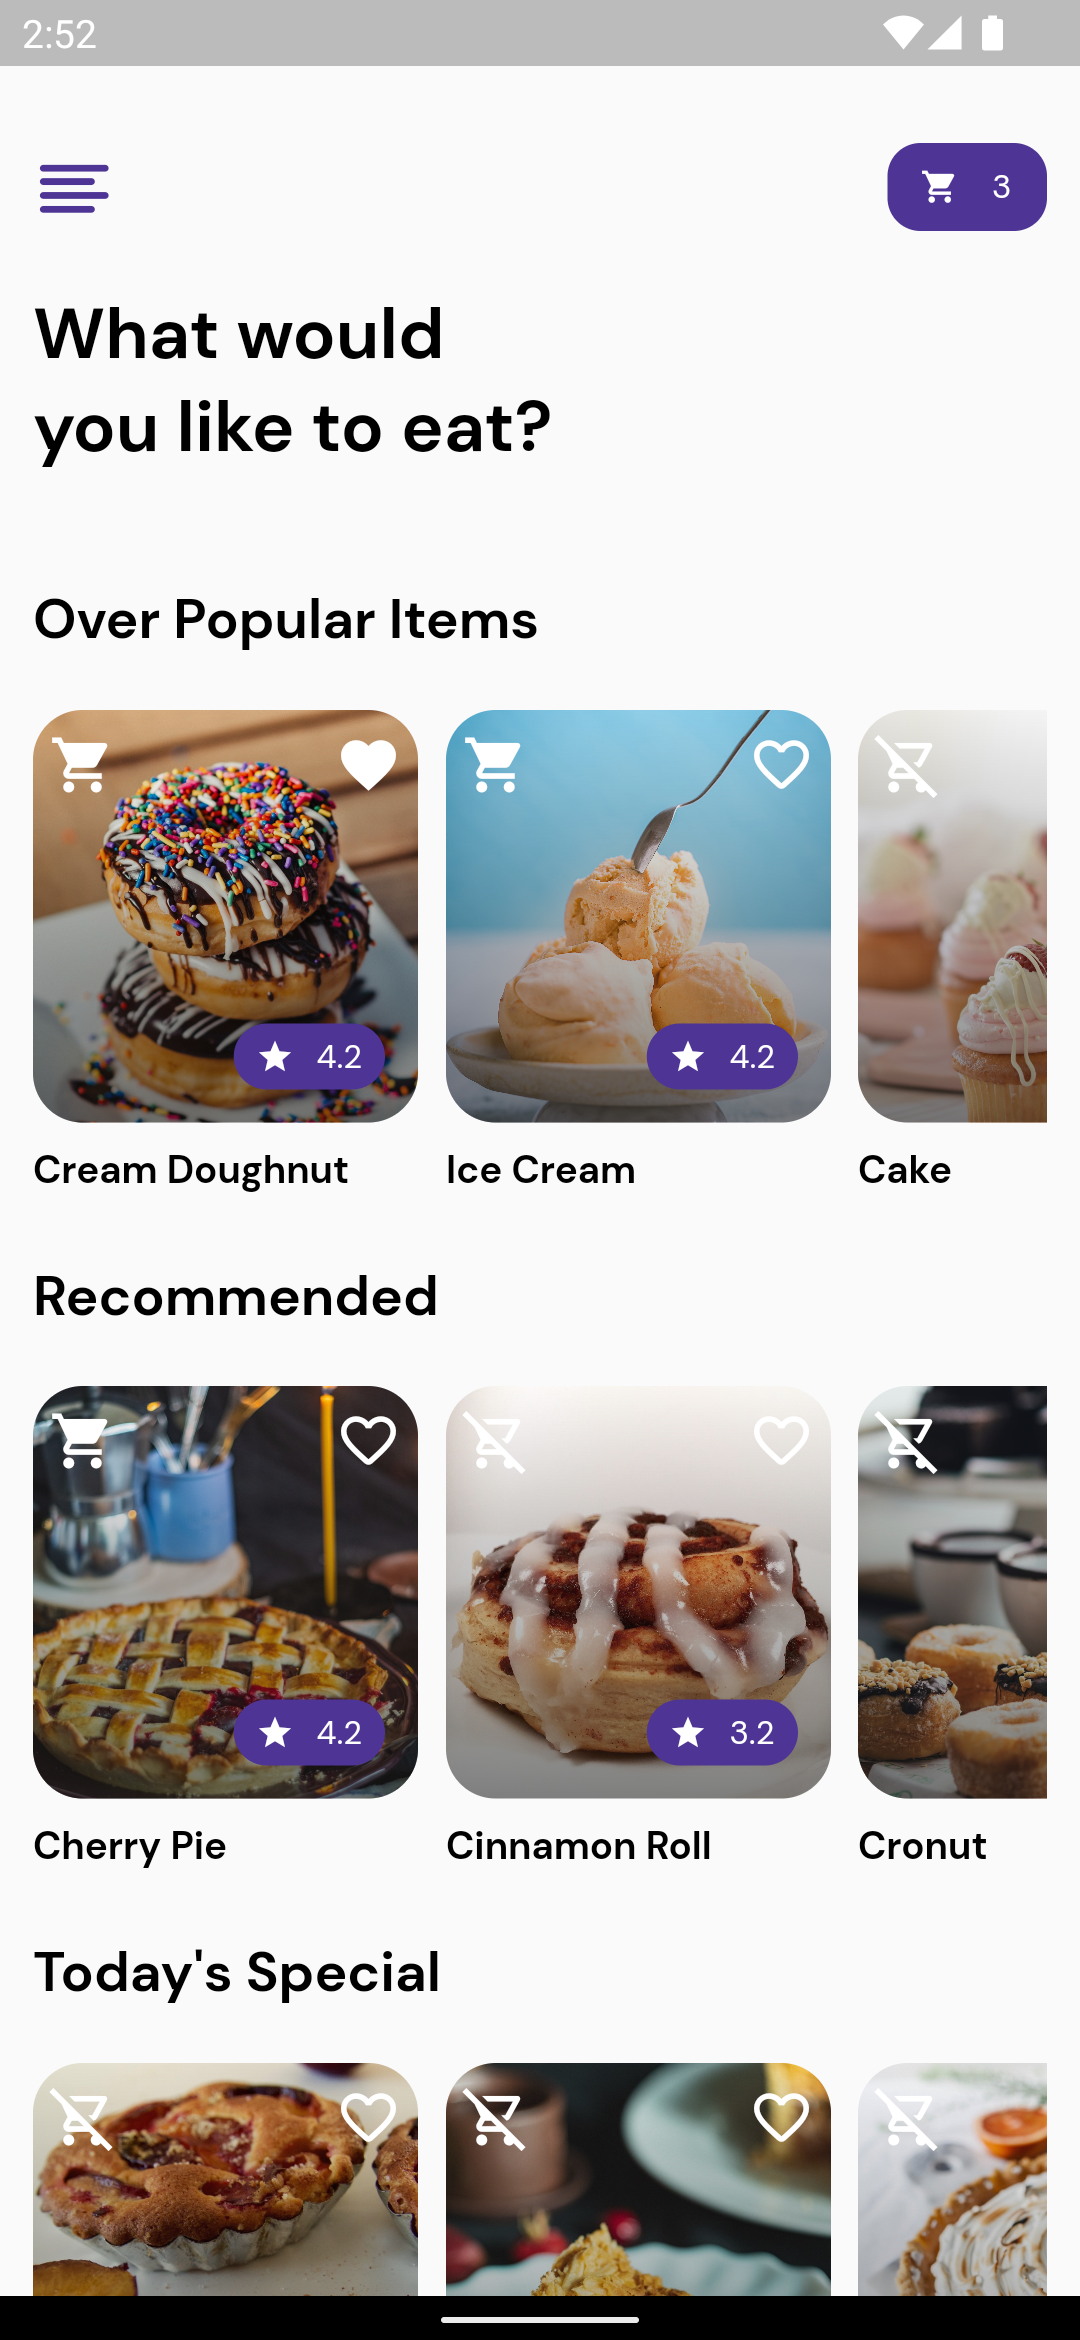 2:52
3
What would
you like to eat?
Over Popular Items
4.2
4.2
Cream Doughnut
Ice Cream
Cake
Recommended
4.2
3.2
Cherry Pie
Cinnamon Roll
Cronut
Today's Special